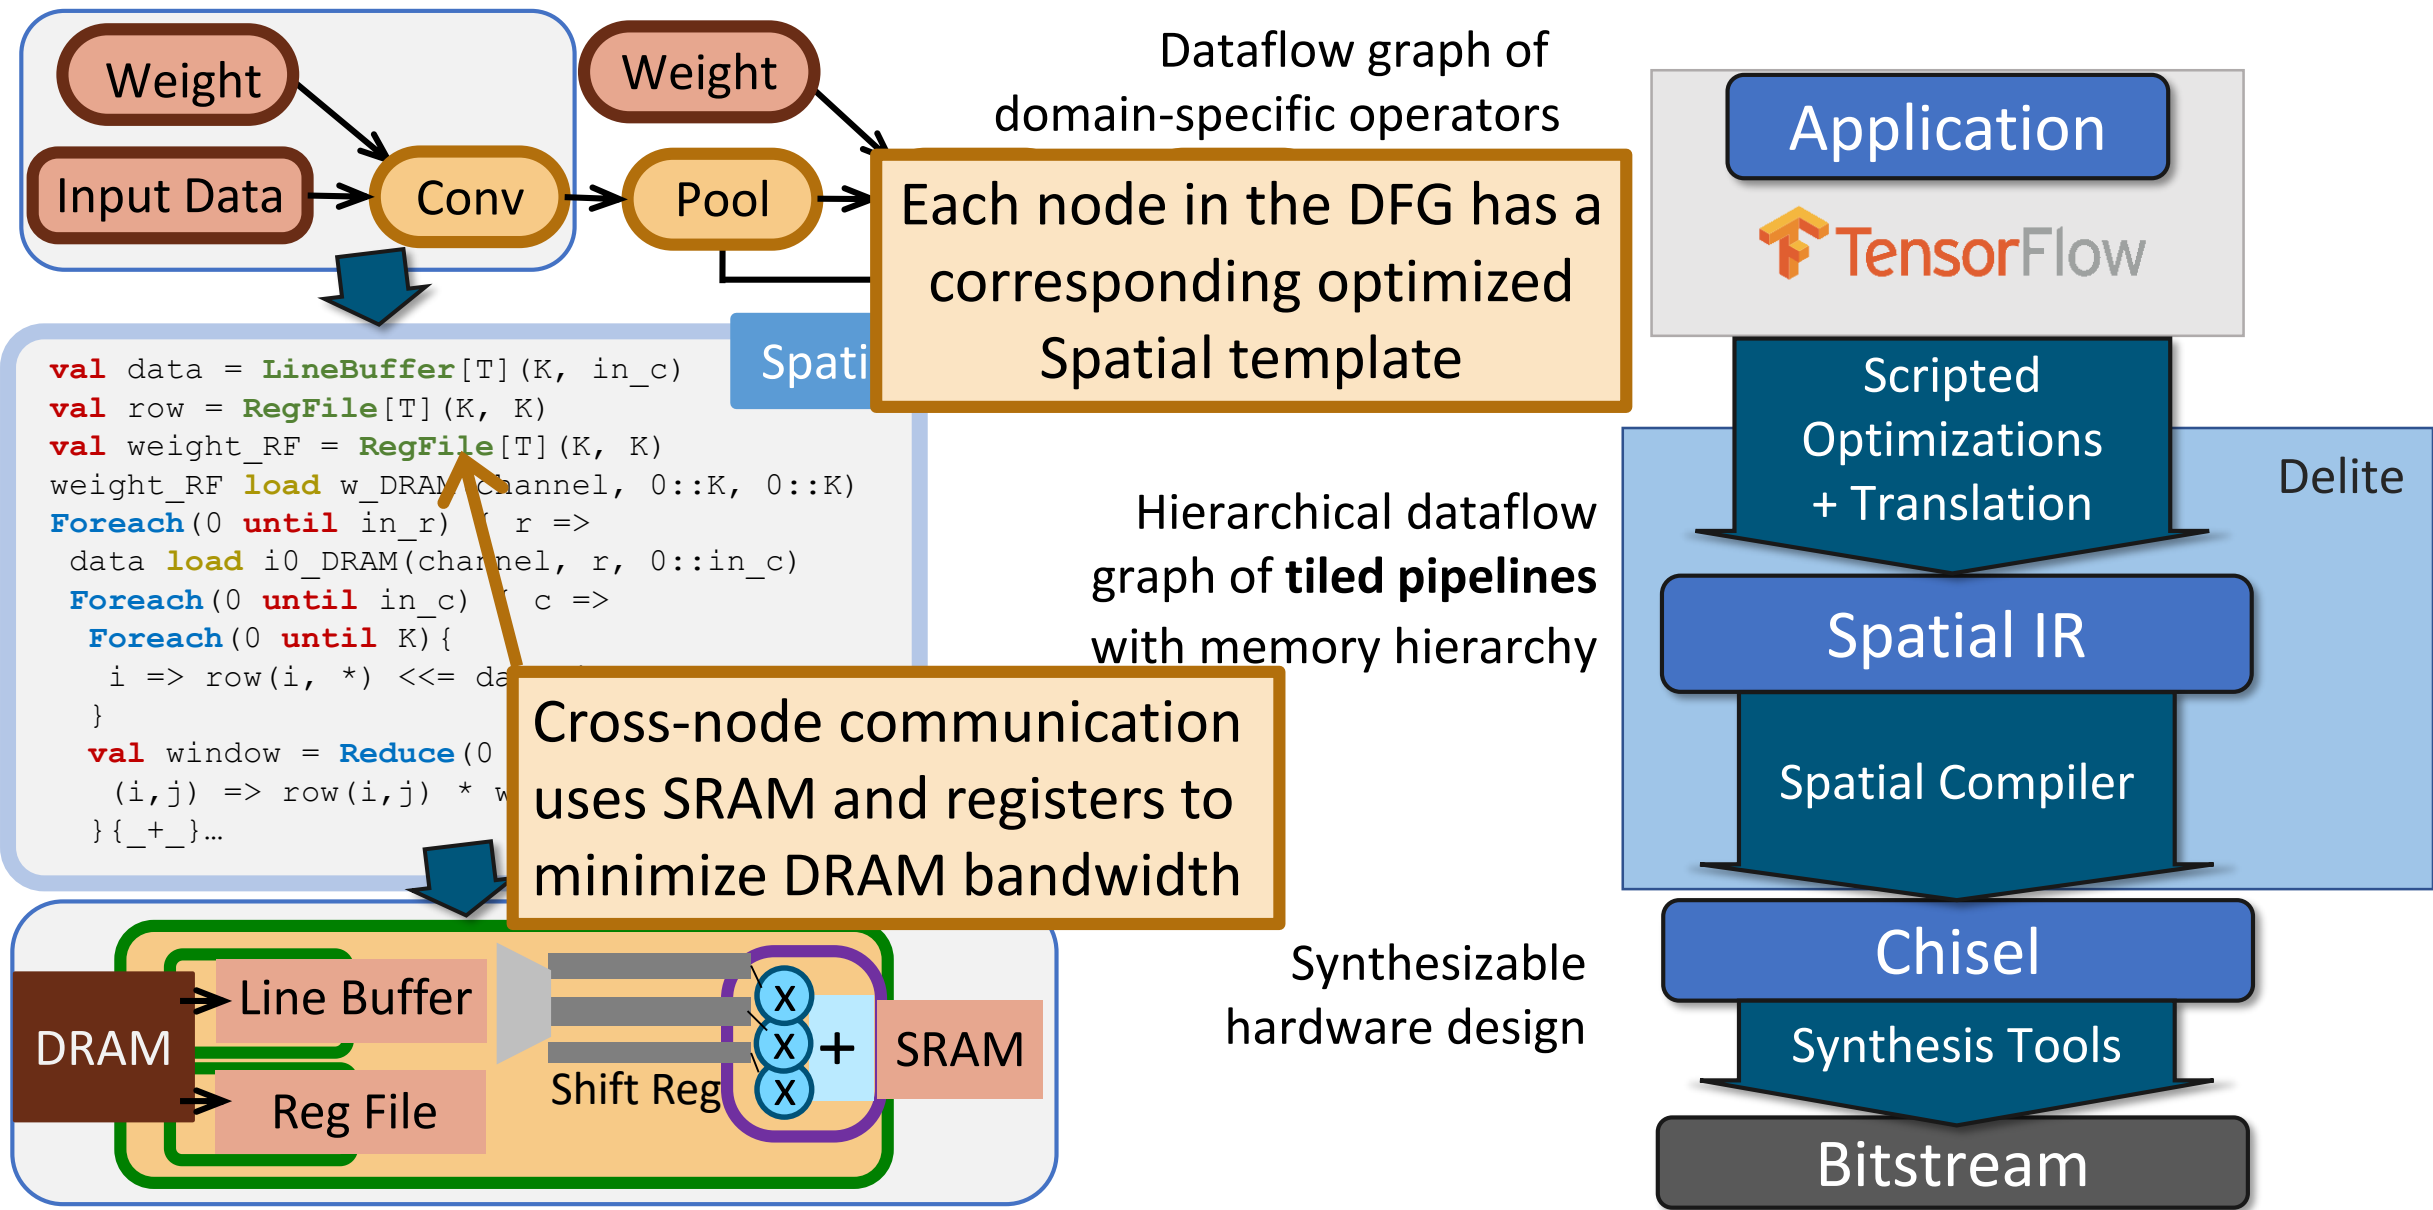 Weight
Weight
Input Data
Conv
Pool
Dataflow graph of
domain-specific operators
Each node in the DFG has a
corresponding optimized
Spatial template
Application
TensorFlow
Scripted
Optimizations
+ Translation
Delite
val data = LineBuffer[T](K, in_c)
val row = RegFile[T](K, K)
val weight_RF = RegFile[T](K, K)
weight_RF load w_DRAM(channel, 0::K, 0::K)
Foreach(0 until in_r) { r =>
data load i0_DRAM(channel, r, 0::in_c)
Foreach(0 until in_c) { c =>
Foreach(0 until K){
i => row(i, *) <<= da
}
val window = Reduce(0
(i,j) => row(i,j) * w
}{_+_}…
Spati
Hierarchical dataflow
graph of tiled pipelines
with memory hierarchy
Cross-node communication
uses SRAM and registers to
minimize DRAM bandwidth
Spatial IR
Spatial Compiler
Chisel
Synthesizable
hardware design
Synthesis Tools
Bitstream
DRAM
Line Buffer
Reg File
Shift Reg
x
x
x
+
SRAM